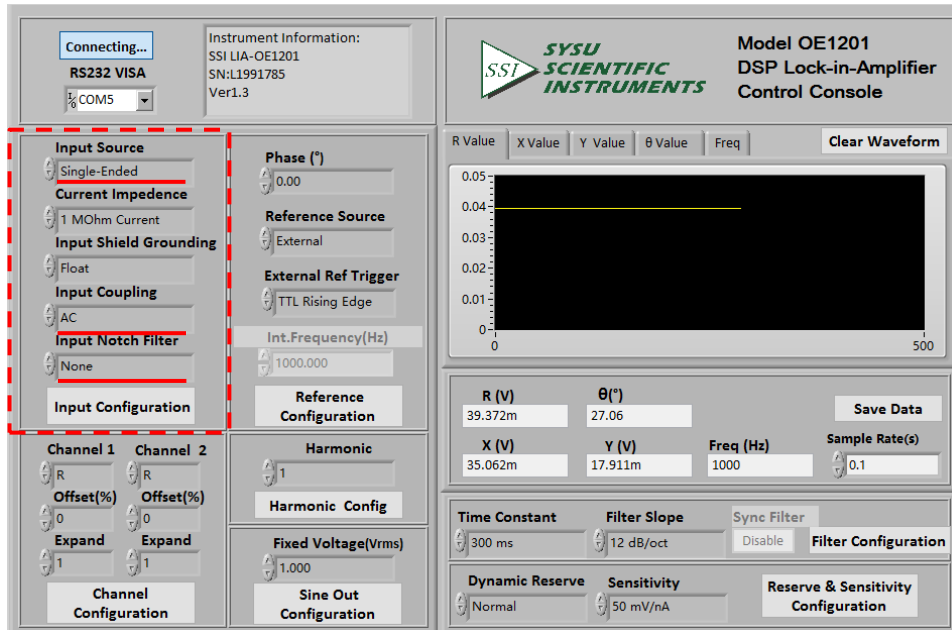 Connecting...
RS232 VISA
COM5
Instrument Information:
SSI LIA-OE1201
SN:L1991785
Ver1.3
SSI
SYSU
SCIENTIFIC
INSTRUMENTS
Model OE1201
DSP Lock-in-Amplifier
Control Console
Input Source
Single-Ended
Current Impedance
1 MOhm Current
Input Shield Grounding
Float
Input Coupling
AC
Input Notch Filter
None
Input Configuration
Phase (°)
0.00
Reference Source
External
External Ref Trigger
TTL Rising Edge
Int.Frequency(Hz)
1000.000
Reference
Configuration
R Value
X Value
Y Value
θ Value
Freq
Clear Waveform
0.05
0.04
0.03
0.02
0.01
0
0
500
R (V)
39.372m
θ(°)
27.06
Save Data
X (V)
35.062m
Y (V)
17.911m
Freq (Hz)
1000
Sample Rate(s)
0.1
Channel 1 Channel 2
R R
Offset(%) Offset(%)
0 0
Expand Expand
1 1
Channel
Configuration
Harmonic
1
Harmonic Config
Fixed Voltage(Vrms)
1.000
Sine Out
Configuration
Time Constant
300 ms
Filter Slope
12 dB/oct
Sync Filter
Disable
Filter Configuration
Dynamic Reserve
Normal
Sensitivity
50 mV/nA
Reserve & Sensitivity
Configuration